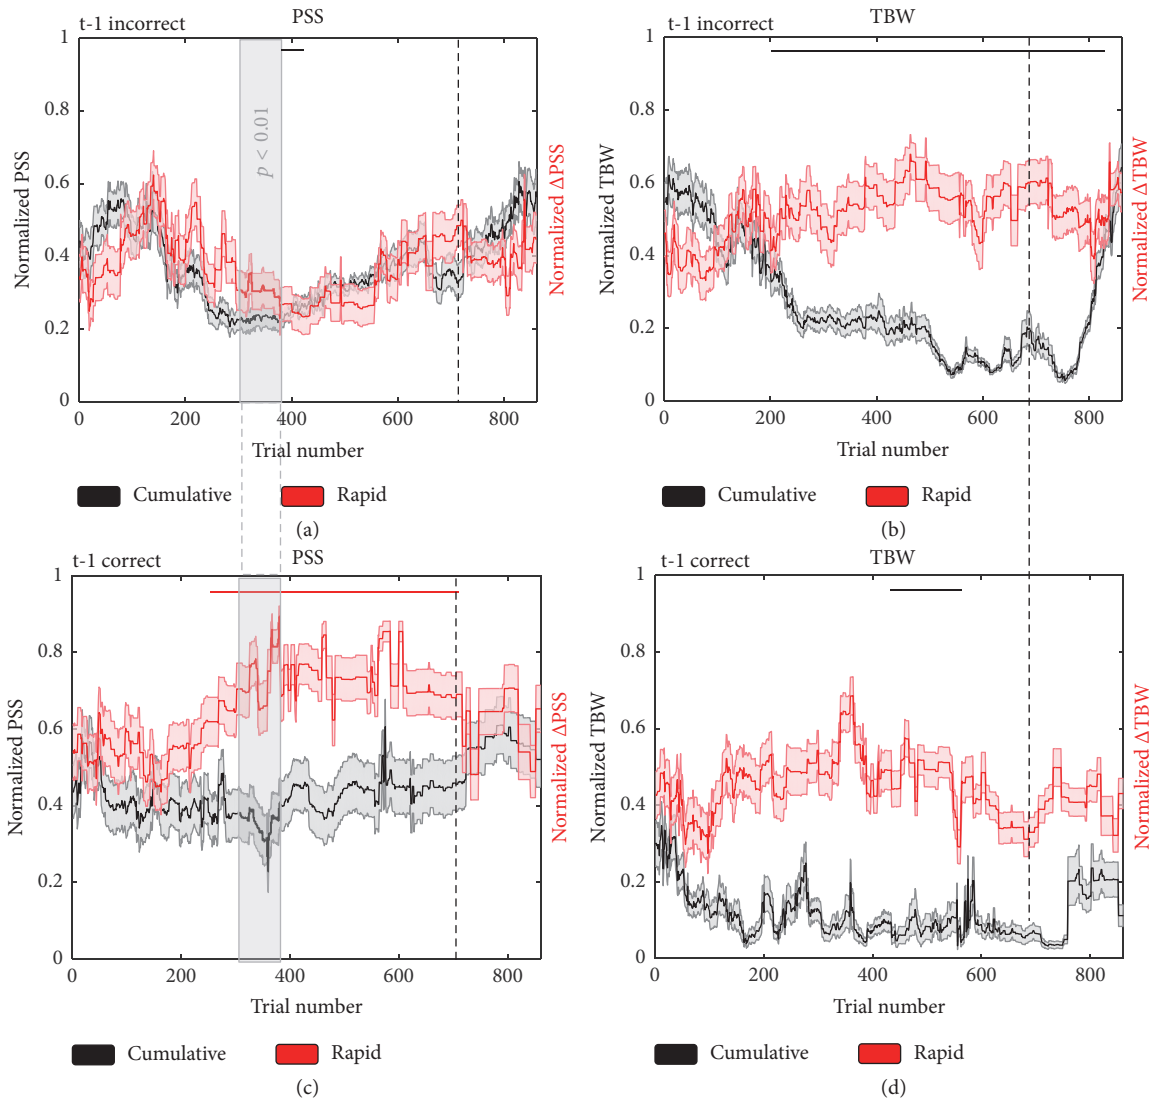 t-1 incorrect
PSS
1
0.8
0.6
0.4
0.2
0
Normalized PSS
p < 0.01
Normalized ΔPSS
0 200 400 600 800
Trial number
Cumulative Rapid
(a)
t-1 incorrect
TBW
1
0.8
0.6
0.4
0.2
0
Normalized TBW
Normalized ΔTBW
0 200 400 600 800
Trial number
Cumulative Rapid
(b)
t-1 correct
PSS
1
0.8
0.6
0.4
0.2
0
Normalized PSS
Normalized ΔPSS
0 200 400 600 800
Trial number
Cumulative Rapid
(c)
t-1 correct
TBW
1
0.8
0.6
0.4
0.2
0
Normalized TBW
Normalized ΔTBW
0 200 400 600 800
Trial number
Cumulative Rapid
(d)